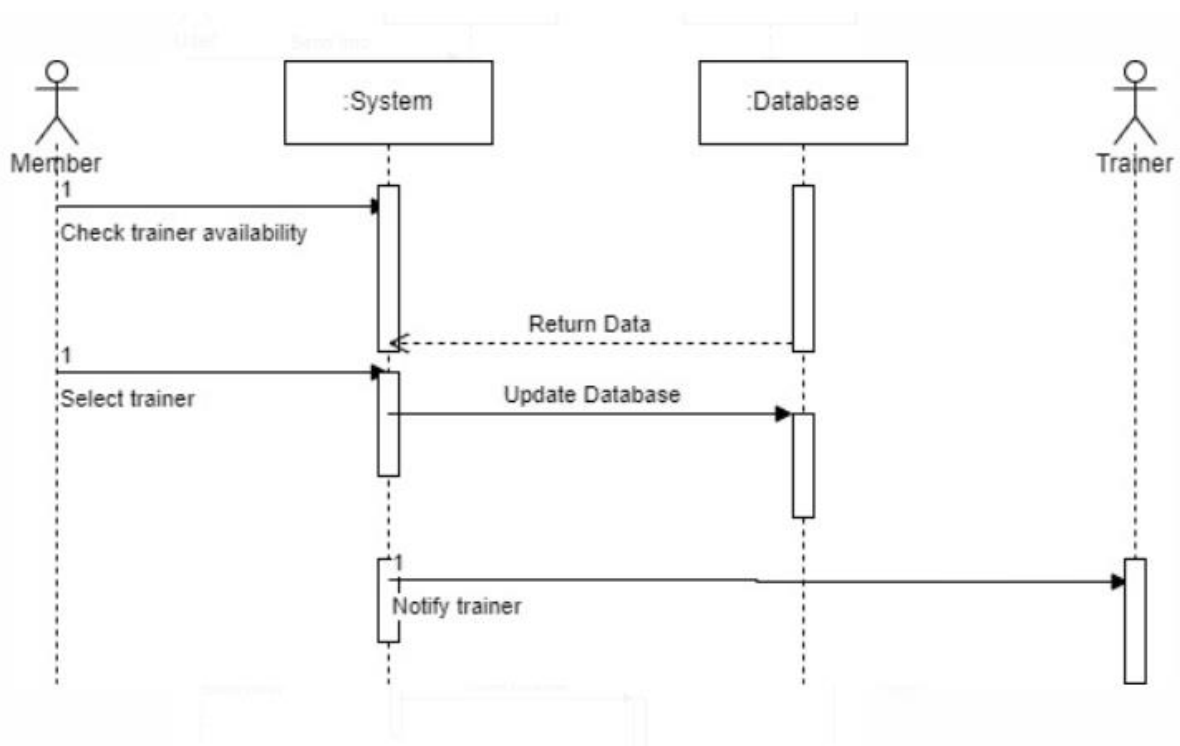 :System
:Database
Member
Trainer
1
Check trainer availability
Return Data
1
Select trainer
Update Database
1
Notify trainer